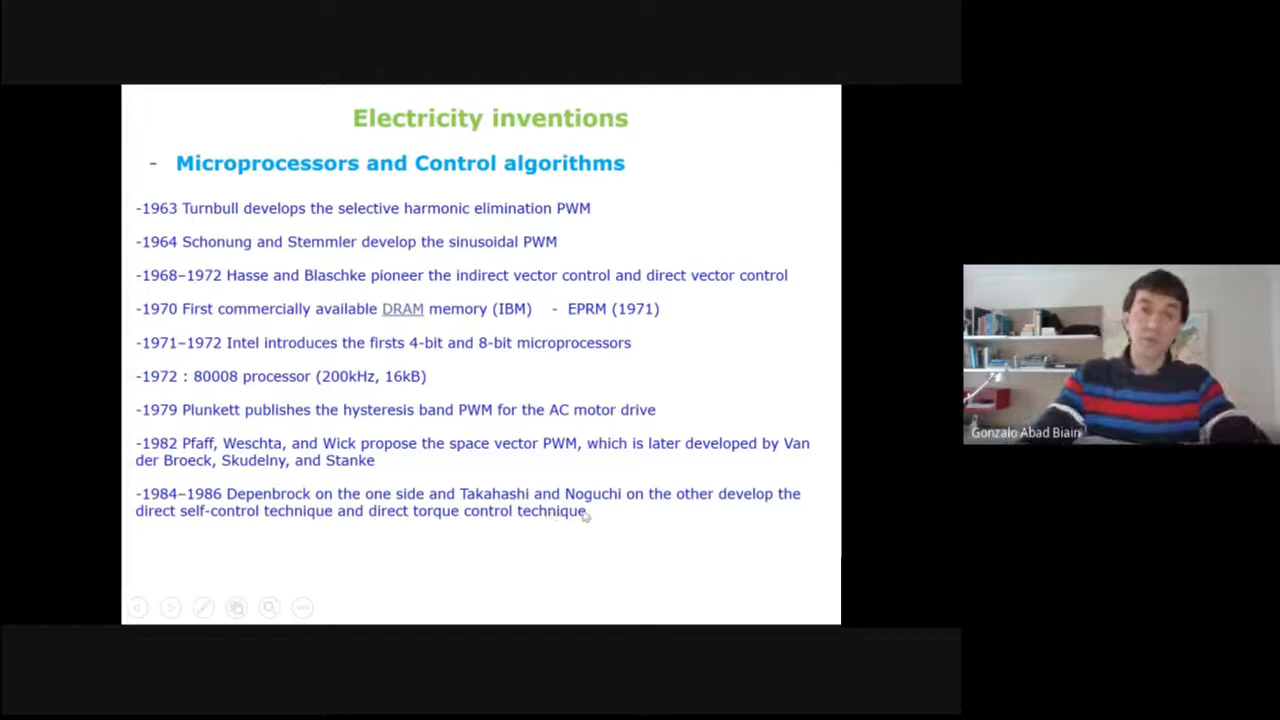 Electricity inventions
- Microprocessors and Control algorithms
-1963 Turnbull develops the selective harmonic elimination PWM
-1964 Schonung and Stemmler develop the sinusoidal PWM
-1968–1972 Hasse and Blaschke pioneer the indirect vector control and direct vector control
-1970 First commercially available DRAM memory (IBM) - EPRM (1971)
-1971–1972 Intel introduces the firsts 4-bit and 8-bit microprocessors
-1972 : 80008 processor (200kHz, 16kB)
-1979 Plunkett publishes the hysteresis band PWM for the AC motor drive
-1982 Pfaff, Weschta, and Wick propose the space vector PWM, which is later developed by Van
der Broeck, Skudelny, and Stanke
-1984–1986 Depenbrock on the one side and Takahashi and Noguchi on the other develop the
direct self-control technique and direct torque control technique
Gonzalo Abad Biain